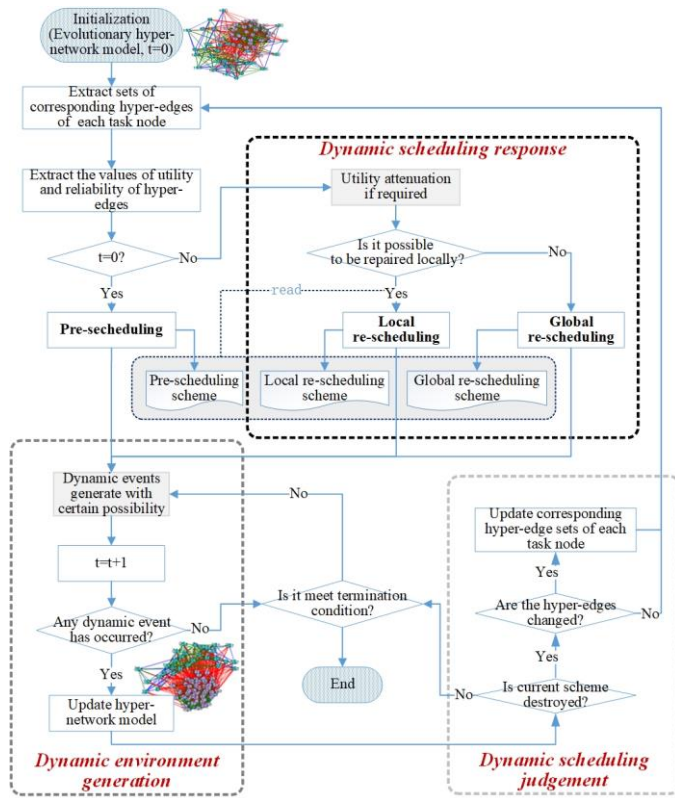 Initialization
(Evolutionary hyper-
network model, t=0)
Extract sets of
corresponding hyper-edges
of each task node
Extract the values of utility
and reliability of hyper-
edges
t=0?
No
Yes
Pre-secheduling
Dynamic scheduling response
Utility attenuation
if required
Is it possible
to be repaired locally?
No
Yes
read
Local
re-scheduling
Global
re-scheduling
Pre-scheduling
scheme
Local re-scheduling
scheme
Global re-scheduling
scheme
Dynamic events
generate with
certain possibility
t=t+1
Any dynamic event
has occurred?
No
Yes
Update hyper-
network model
Dynamic environment
generation
No
Is it meet termination
condition?
End
Update corresponding
hyper-edge sets of each
task node
Yes
Are the hyper-edges
changed?
No
Yes
Is current scheme
destroyed?
No
Dynamic scheduling
judgement